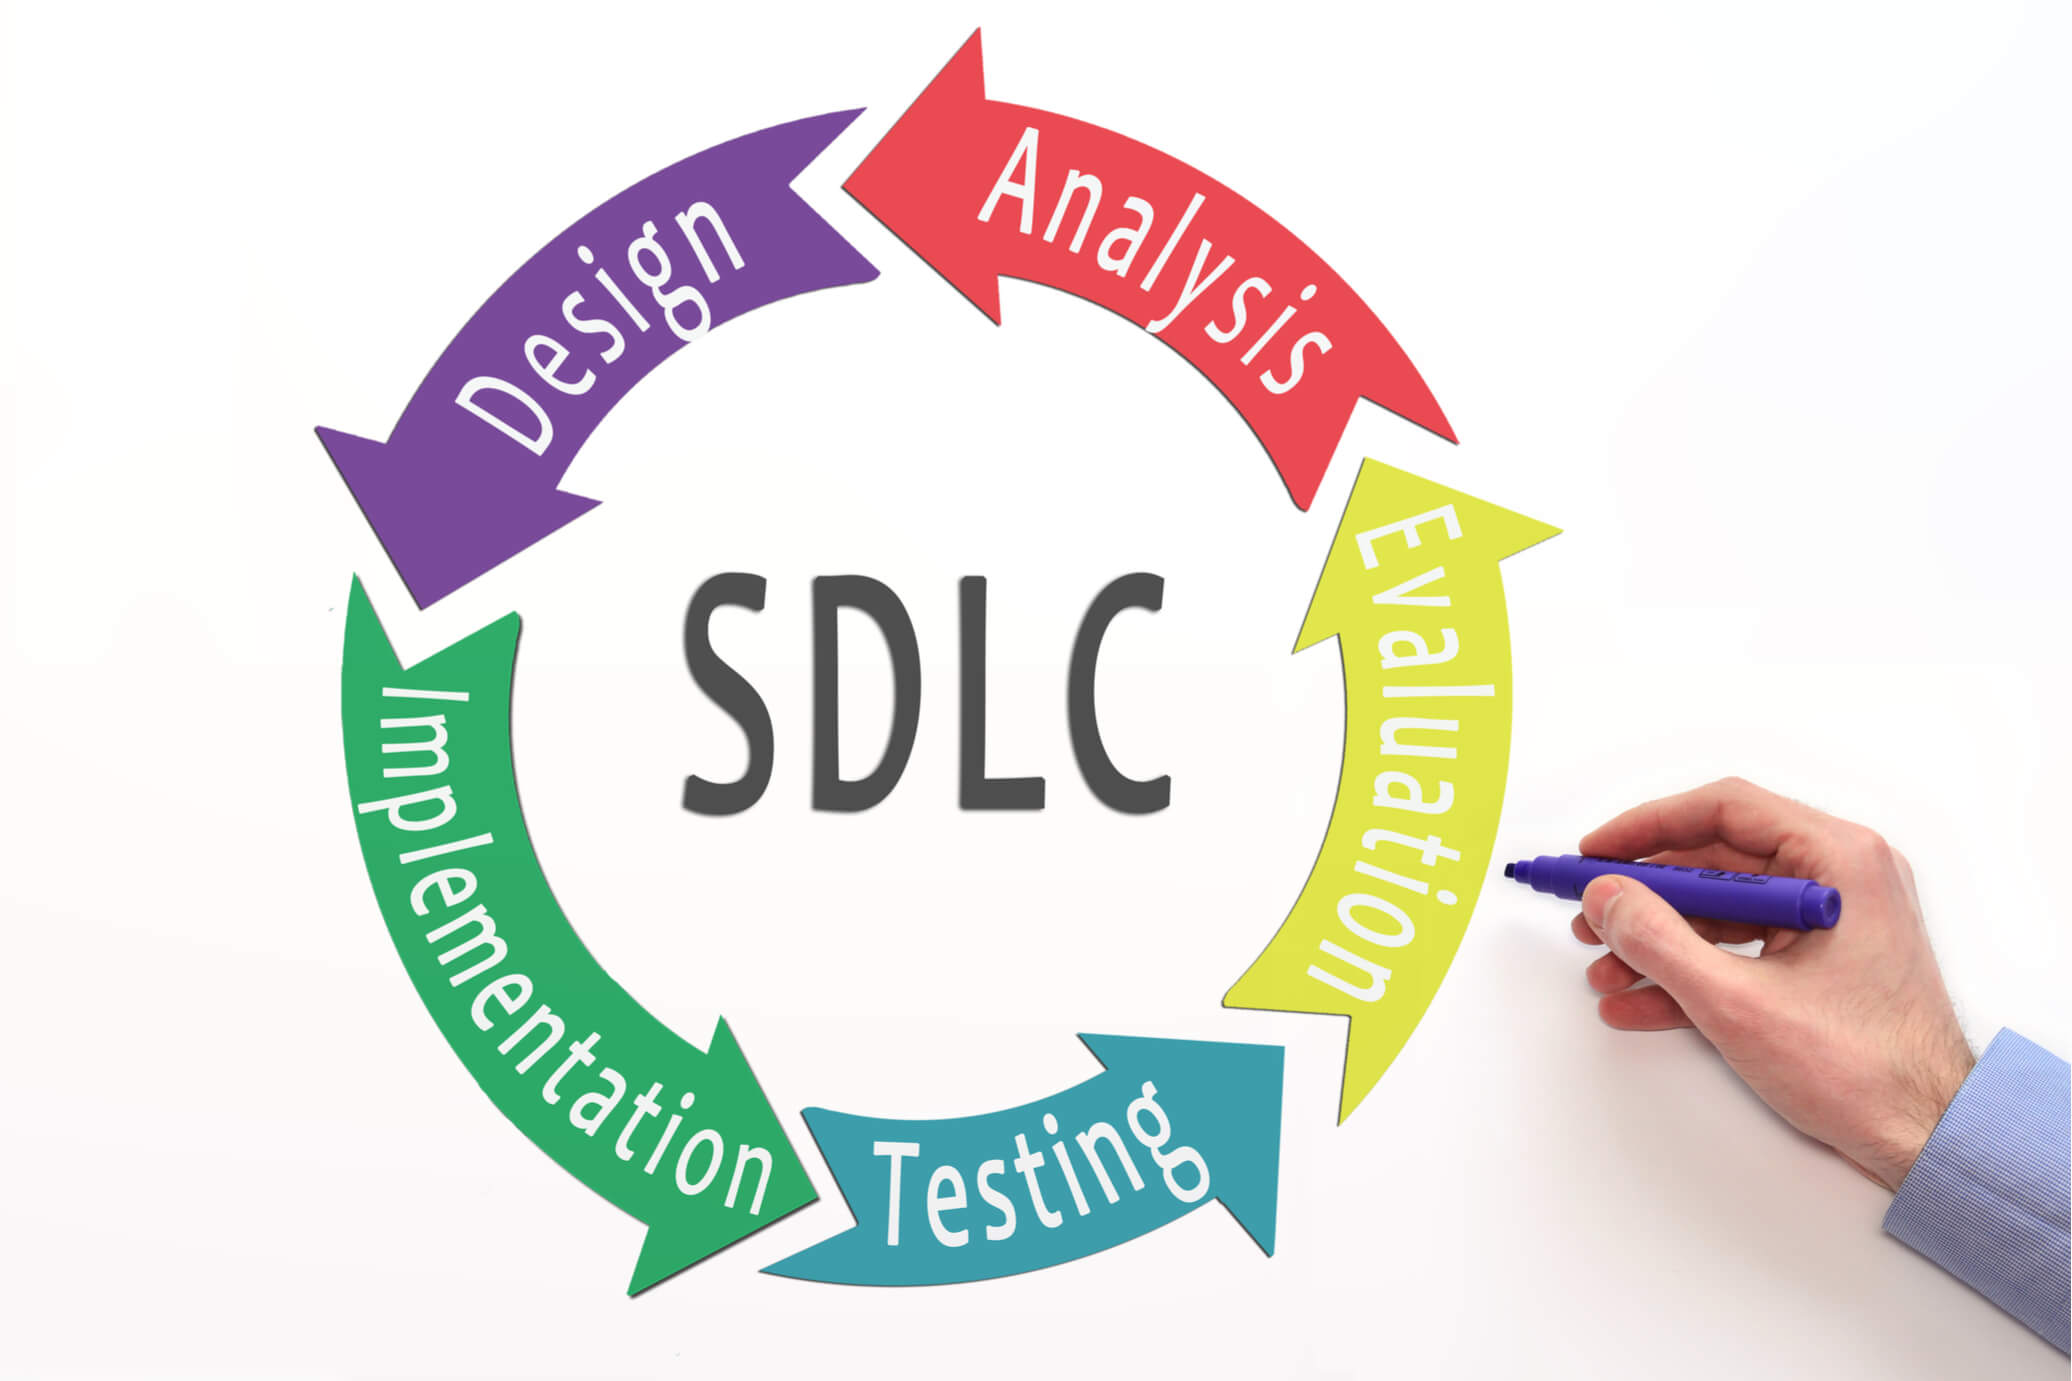 Analysis
Design
SDLC
Evaluation
Implementation
Testing